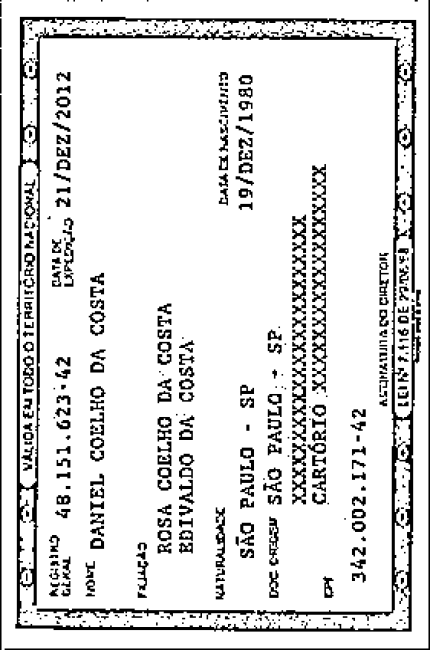 VÁLIDA EM TODO O TERRITÓRIO NACIONAL
REGISTRO GERAL 48.151.623-42 DATA DE EXPEDIÇÃO 21/DEZ/2012
NOME DANIEL COELHO DA COSTA
FILIAÇÃO
ROSA COELHO DA COSTA
EDIVALDO DA COSTA
NATURALIDADE DATA DE NASCIMENTO
SÃO PAULO - SP 19/DEZ/1980
DOC ORIGEM SÃO PAULO - SP
XXXXXXXXXXXXXXXXXXXXXXXX
CARTÓRIO XXXXXXXXXXXXXXXXXXX
CPF
342.002.171-42
ASSINATURA DO DIRETOR
LEI Nº 7.116 DE 29/08/83